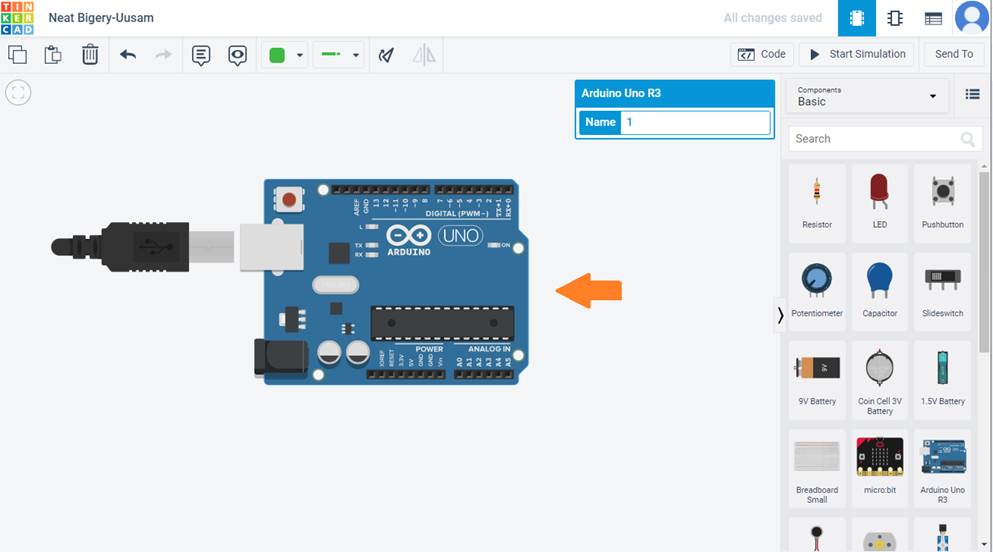 TIN
KER
CAD
Neat Bigery-Uusam
All changes saved
Code
Start Simulation
Send To
Arduino Uno R3
Name 1
Components
Basic
Search
Resistor
LED
Pushbutton
Potentiometer
Capacitor
Slideswitch
9V
9V Battery
Coin Cell 3V
Battery
1.5V Battery
Breadboard
Small
micro:bit
Arduino Uno
R3
AREF
GND
13
12
~11
~10
~9
8
7
~6
~5
4
~3
2
TX→1
RX←0
DIGITAL (PWM~)
L
TX
RX
ARDUINO
UNO
ON
POWER
ANALOG IN
IOREF
RESET
3.3V
5V
GND
GND
Vin
A0
A1
A2
A3
A4
A5